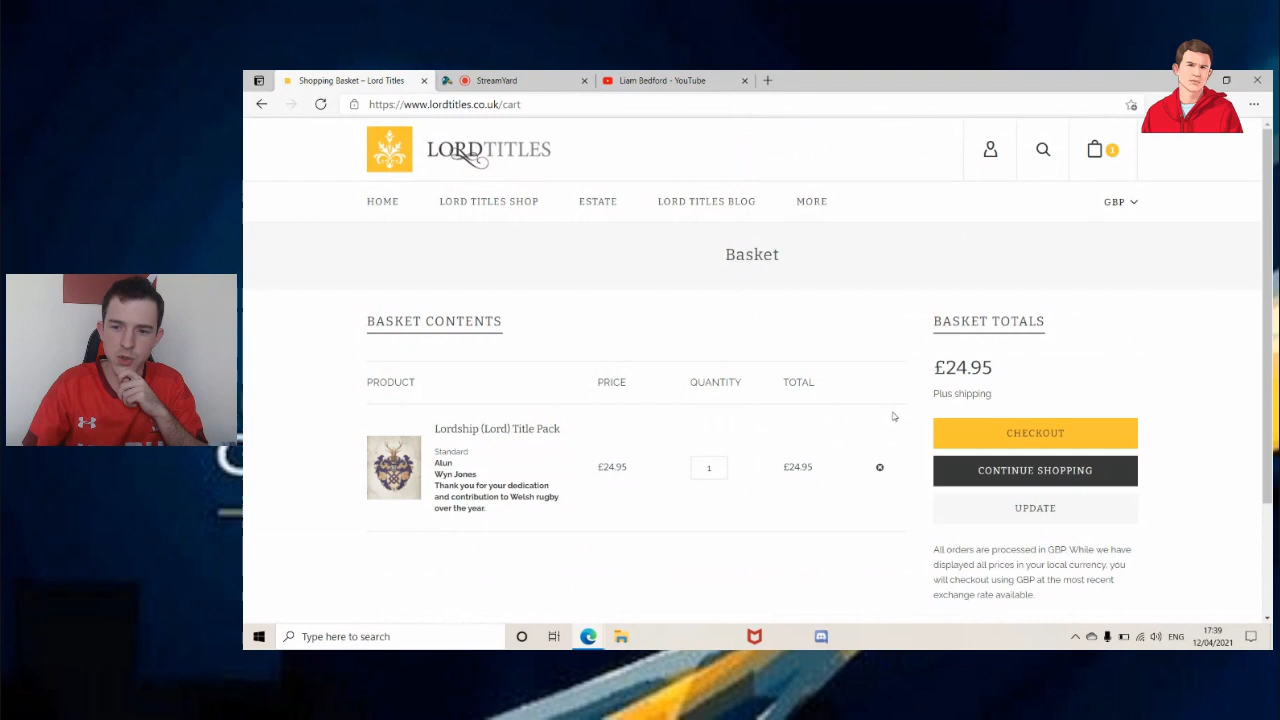 Shopping Basket – Lord Titles
StreamYard
Liam Bedford - YouTube
https://www.lordtitles.co.uk/cart
LORDTITLES
1
HOME
LORD TITLES SHOP
ESTATE
LORD TITLES BLOG
MORE
GBP
Basket
BASKET CONTENTS
PRODUCT
PRICE
QUANTITY
TOTAL
Lordship (Lord) Title Pack
Standard
Alun
Wyn Jones
Thank you for your dedication
and contribution to Welsh rugby
over the year.
£24.95
1
£24.95
BASKET TOTALS
£24.95
Plus shipping
CHECKOUT
CONTINUE SHOPPING
UPDATE
All orders are processed in GBP. While we have
displayed all prices in your local currency, you
will checkout using GBP at the most recent
exchange rate available.
Type here to search
ENG
17:39
12/04/2021